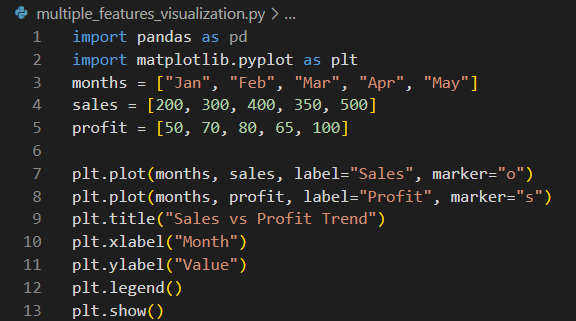 multiple_features_visualization.py > ...
1 import pandas as pd
2 import matplotlib.pyplot as plt
3 months = ["Jan", "Feb", "Mar", "Apr", "May"]
4 sales = [200, 300, 400, 350, 500]
5 profit = [50, 70, 80, 65, 100]
6
7 plt.plot(months, sales, label="Sales", marker="o")
8 plt.plot(months, profit, label="Profit", marker="s")
9 plt.title("Sales vs Profit Trend")
10 plt.xlabel("Month")
11 plt.ylabel("Value")
12 plt.legend()
13 plt.show()